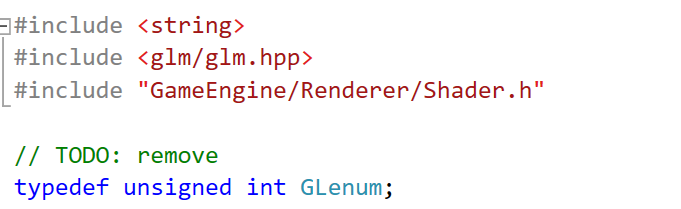 #include <string>
#include <glm/glm.hpp>
#include "GameEngine/Renderer/Shader.h"
// TODO: remove
typedef unsigned int GLenum;